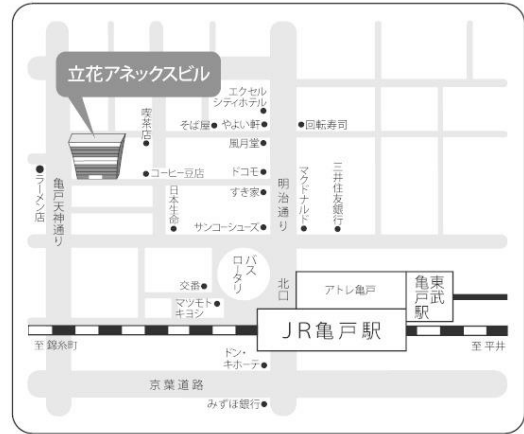 立花アネックスビル
エクセル
シティホテル
喫茶店
そば屋
やよい軒
回転寿司
風月堂
コーヒー豆店
ドコモ
ラーメン店
亀戸天神通り
日本生命
すき家
明治通り
マクドナルド
三井住友銀行
サンコーシューズ
バス
ロータリー
交番
マツモト
キヨシ
北口
アトレ亀戸
東武
亀戸駅
JR亀戸駅
至 錦糸町
至 平井
ドン・
キホーテ
京葉道路
みずほ銀行